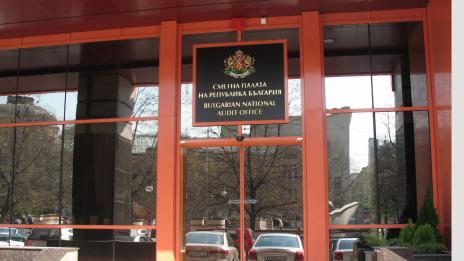 СМЕТНА ПАЛАТА
НА РЕПУБЛИКА БЪЛГАРИЯ
BULGARIAN NATIONAL
AUDIT OFFICE